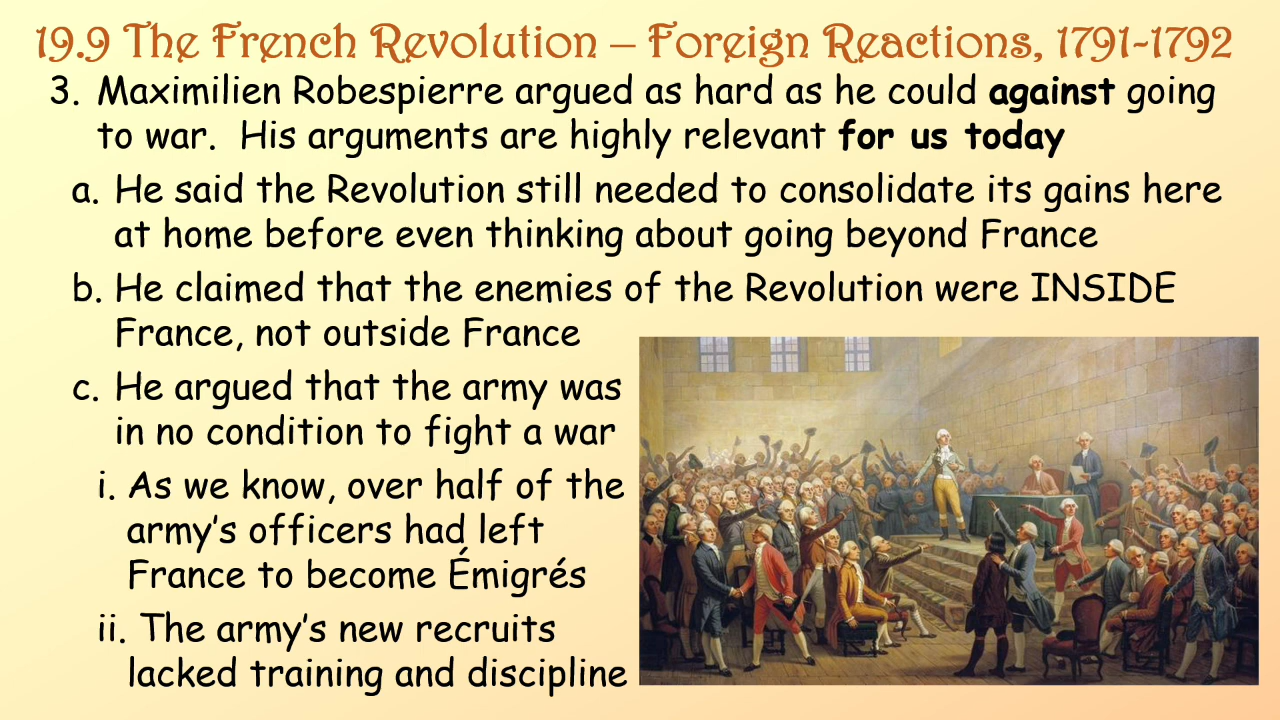 19.9 The French Revolution – Foreign Reactions, 1791-1792
3. Maximilien Robespierre argued as hard as he could against going
to war.  His arguments are highly relevant for us today
a. He said the Revolution still needed to consolidate its gains here
at home before even thinking about going beyond France
b. He claimed that the enemies of the Revolution were INSIDE
France, not outside France
c. He argued that the army was
in no condition to fight a war
i. As we know, over half of the
army’s officers had left
France to become Émigrés
ii. The army’s new recruits
lacked training and discipline